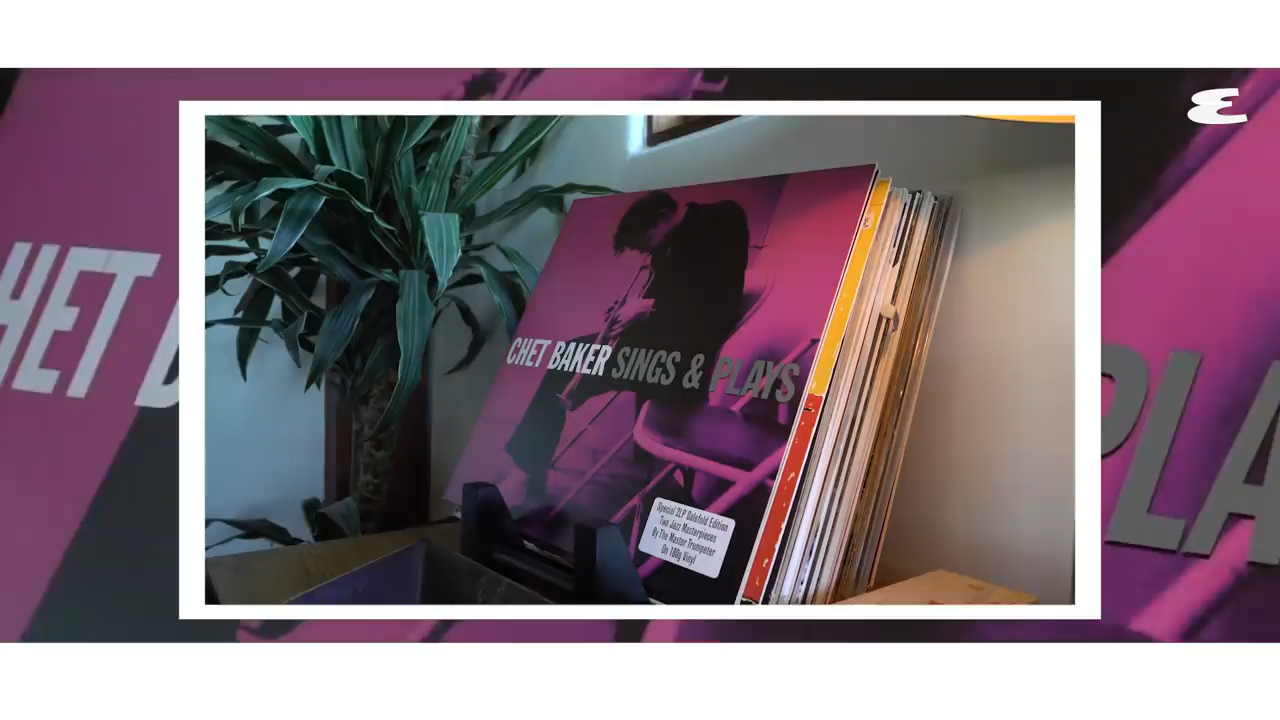 CHET BAKER SINGS & PLAYS
Special 2LP Gatefold Edition
Two Jazz Masterpieces
By The Master Trumpeter
On 180g Vinyl
HET
PLA